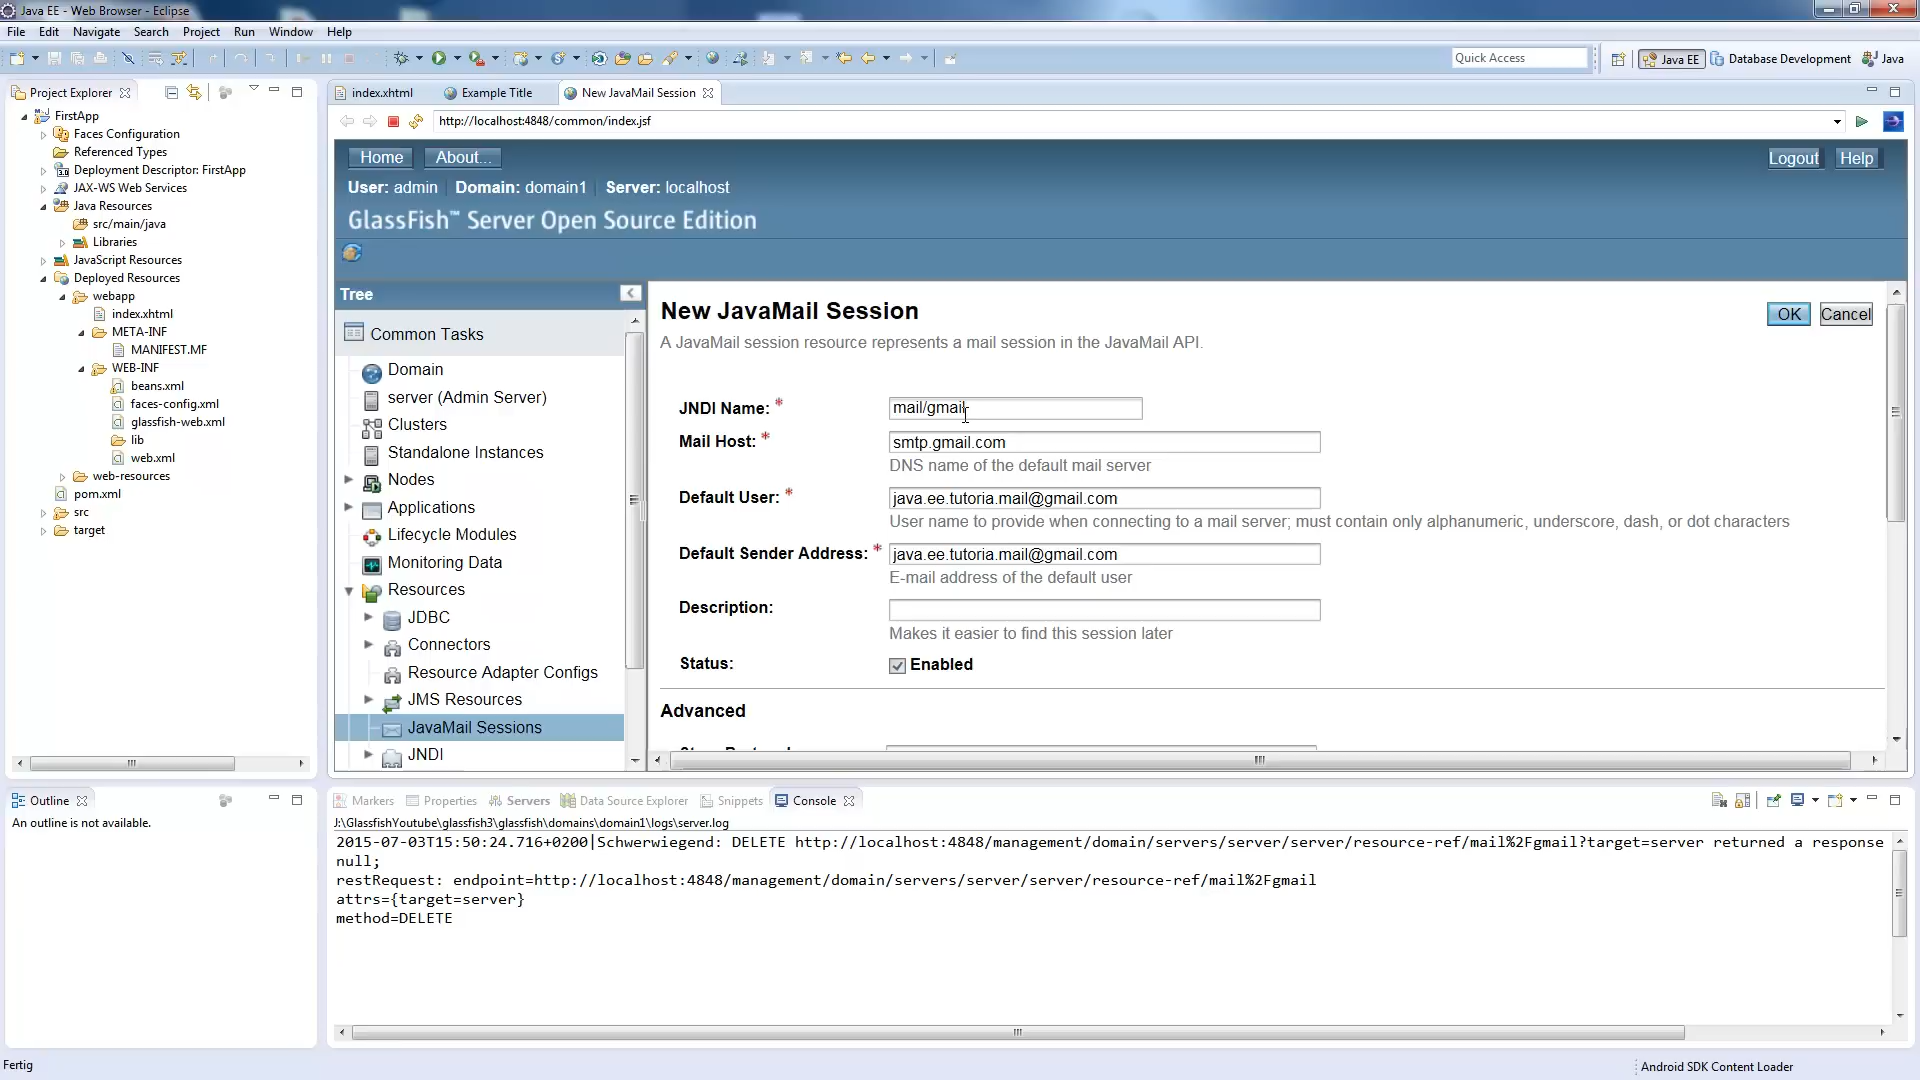 Java EE - Web Browser - Eclipse
File Edit Navigate Search Project Run Window Help
Quick Access
Java EE
Database Development
Java
Project Explorer
index.xhtml
Example Title
New JavaMail Session
http://localhost:4848/common/index.jsf
FirstApp
Faces Configuration
Referenced Types
Deployment Descriptor: FirstApp
JAX-WS Web Services
Java Resources
src/main/java
Libraries
JavaScript Resources
Deployed Resources
webapp
index.xhtml
META-INF
MANIFEST.MF
WEB-INF
beans.xml
faces-config.xml
glassfish-web.xml
lib
web.xml
web-resources
pom.xml
src
target
Home About... Logout Help
User: admin Domain: domain1 Server: localhost
GlassFish™ Server Open Source Edition
Tree
Common Tasks
Domain
server (Admin Server)
Clusters
Standalone Instances
Nodes
Applications
Lifecycle Modules
Monitoring Data
Resources
JDBC
Connectors
Resource Adapter Configs
JMS Resources
JavaMail Sessions
JNDI
New JavaMail Session
OK Cancel
A JavaMail session resource represents a mail session in the JavaMail API.
JNDI Name: * mail/gmail
Mail Host: * smtp.gmail.com
DNS name of the default mail server
Default User: * java.ee.tutoria.mail@gmail.com
User name to provide when connecting to a mail server; must contain only alphanumeric, underscore, dash, or dot characters
Default Sender Address: * java.ee.tutoria.mail@gmail.com
E-mail address of the default user
Description:
Makes it easier to find this session later
Status: Enabled
Advanced
Outline
An outline is not available.
Markers Properties Servers Data Source Explorer Snippets Console
J:\GlassfishYoutube\glassfish3\glassfish\domains\domain1\logs\server.log
2015-07-03T15:50:24.716+0200|Schwerwiegend: DELETE http://localhost:4848/management/domain/servers/server/server/resource-ref/mail%2Fgmail?target=server returned a response
null;
restRequest: endpoint=http://localhost:4848/management/domain/servers/server/server/resource-ref/mail%2Fgmail
attrs={target=server}
method=DELETE
Fertig
Android SDK Content Loader